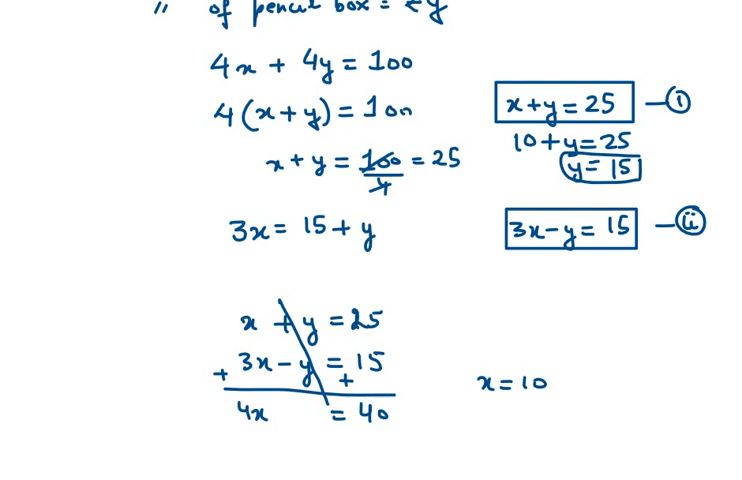 " of pencil box = ₹ y
4x + 4y = 100
4(x+y) = 100
x+y = 25 —(i)
10+y = 25
x + y = 100/4 = 25
y = 15
3x = 15 + y
3x - y = 15 —(ii)
x + y = 25
+ 3x - y = 15
+
x = 10
4x = 40